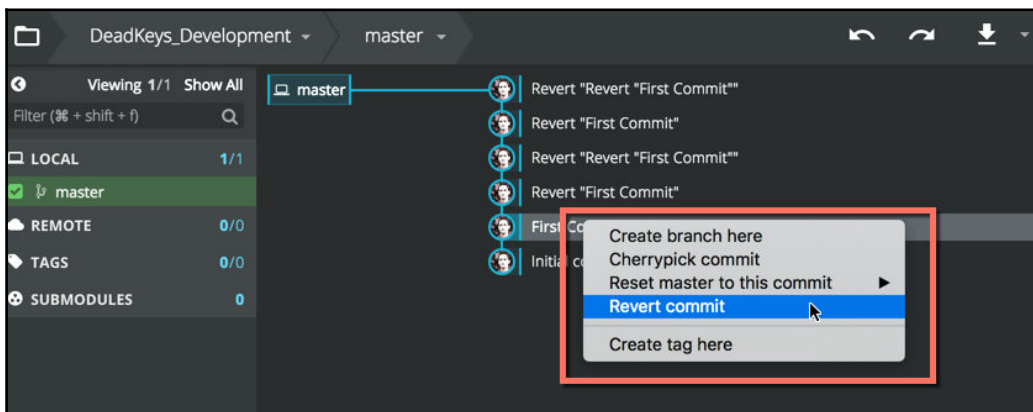 DeadKeys_Development master
Viewing 1/1 Show All
Filter (⌘ + shift + f)
LOCAL 1/1
master
REMOTE 0/0
TAGS 0/0
SUBMODULES 0
master
Revert "Revert "First Commit""
Revert "First Commit"
Revert "Revert "First Commit""
Revert "First Commit"
First Co
Initial co
Create branch here
Cherrypick commit
Reset master to this commit
Revert commit
Create tag here